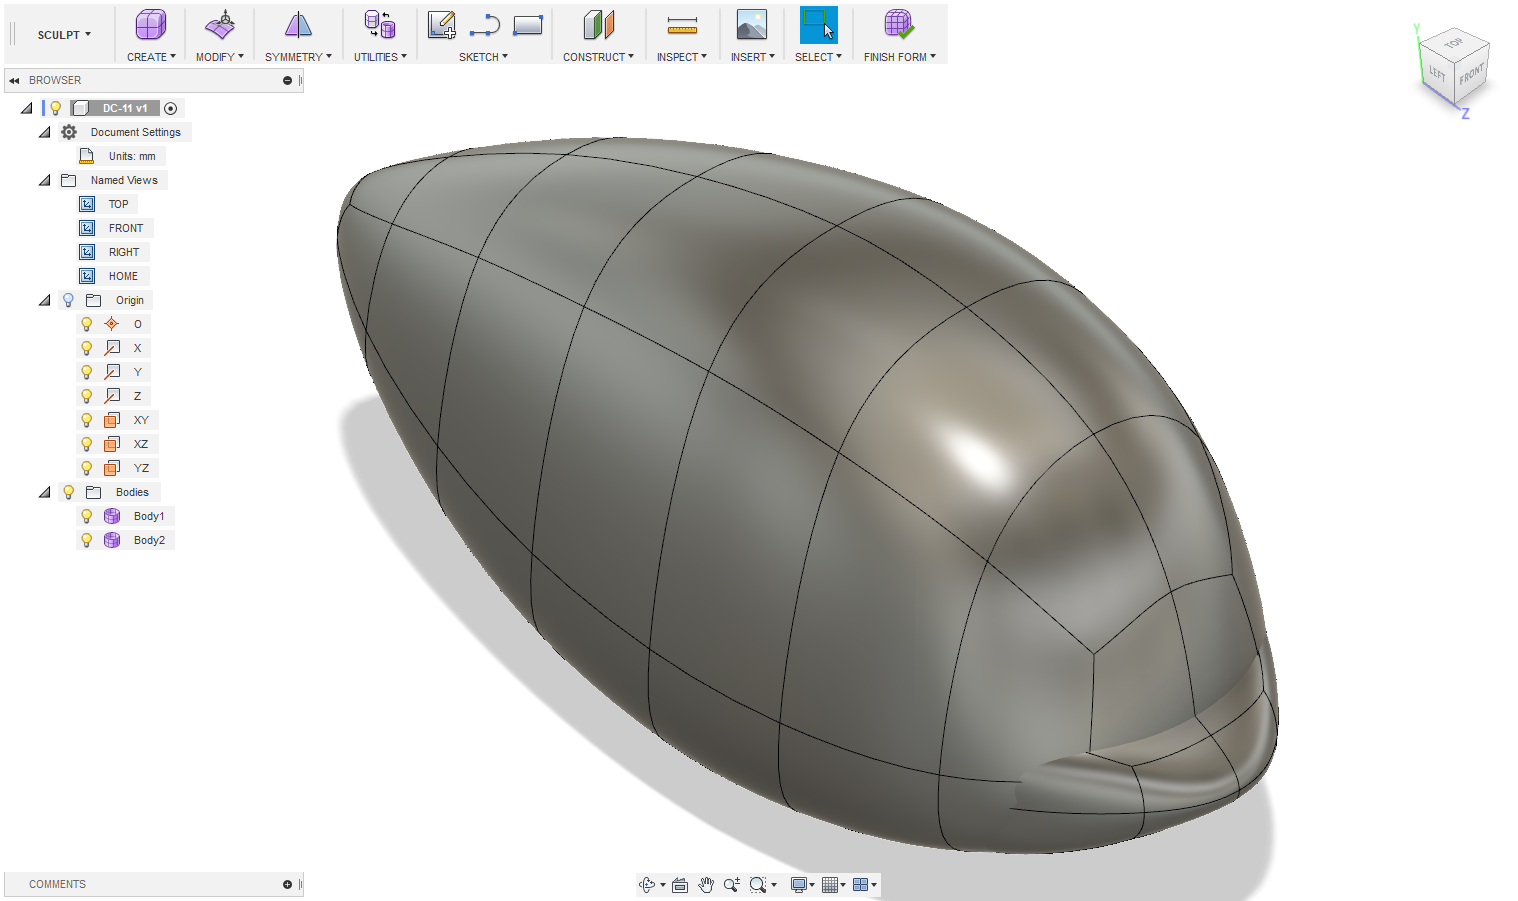 SCULPT
CREATE MODIFY SYMMETRY UTILITIES SKETCH CONSTRUCT INSPECT INSERT SELECT FINISH FORM
BROWSER
DC-11 v1
Document Settings
Units: mm
Named Views
TOP
FRONT
RIGHT
HOME
Origin
O
X
Y
Z
XY
XZ
YZ
Bodies
Body1
Body2
Y
TOP
LEFT FRONT
Z
COMMENTS